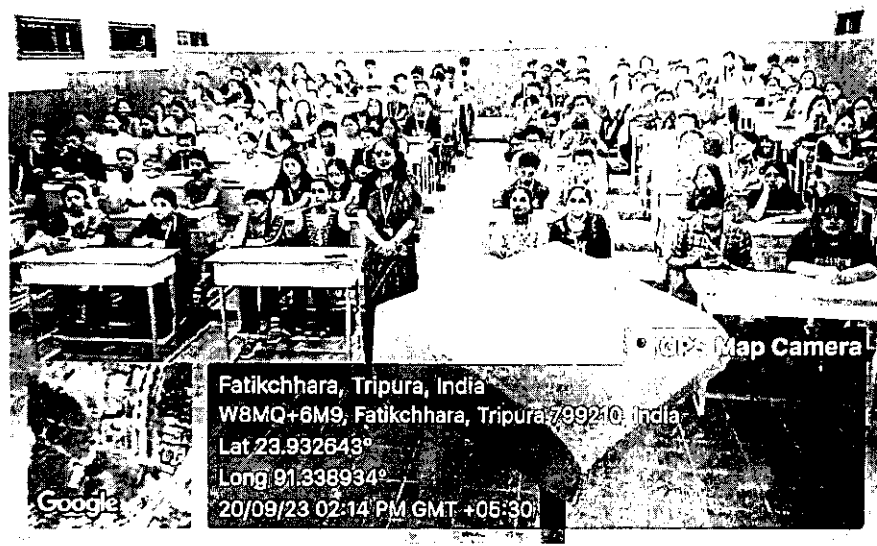 GPS Map Camera
Fatikchhara, Tripura, India
W8MQ+6M9, Fatikchhara, Tripura 799210, India
Lat 23.932643°
Long 91.338934°
20/09/23 02:14 PM GMT +05:30
Google